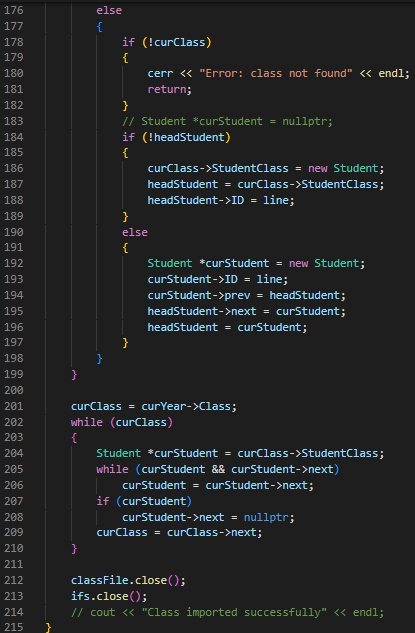 176         else
177         {
178             if (!curClass)
179             {
180                 cerr << "Error: class not found" << endl;
181                 return;
182             }
183             // Student *curStudent = nullptr;
184             if (!headStudent)
185             {
186                 curClass->StudentClass = new Student;
187                 headStudent = curClass->StudentClass;
188                 headStudent->ID = line;
189             }
190             else
191             {
192                 Student *curStudent = new Student;
193                 curStudent->ID = line;
194                 curStudent->prev = headStudent;
195                 headStudent->next = curStudent;
196                 headStudent = curStudent;
197             }
198         }
199     }
200
201     curClass = curYear->Class;
202     while (curClass)
203     {
204         Student *curStudent = curClass->StudentClass;
205         while (curStudent && curStudent->next)
206             curStudent = curStudent->next;
207         if (curStudent)
208             curStudent->next = nullptr;
209         curClass = curClass->next;
210     }
211
212     classFile.close();
213     ifs.close();
214     // cout << "Class imported successfully" << endl;
215 }